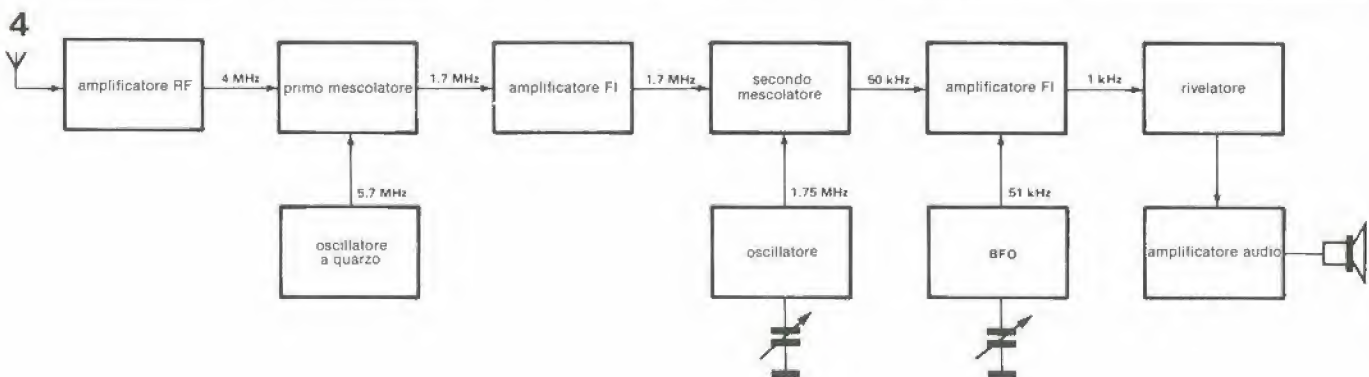 4
amplificatore RF
4 MHz
primo mescolatore
1.7 MHz
amplificatore FI
1.7 MHz
secondo
mescolatore
50 kHz
amplificatore FI
1 kHz
rivelatore
5.7 MHz
1.75 MHz
51 kHz
oscillatore
a quarzo
oscillatore
BFO
amplificatore audio